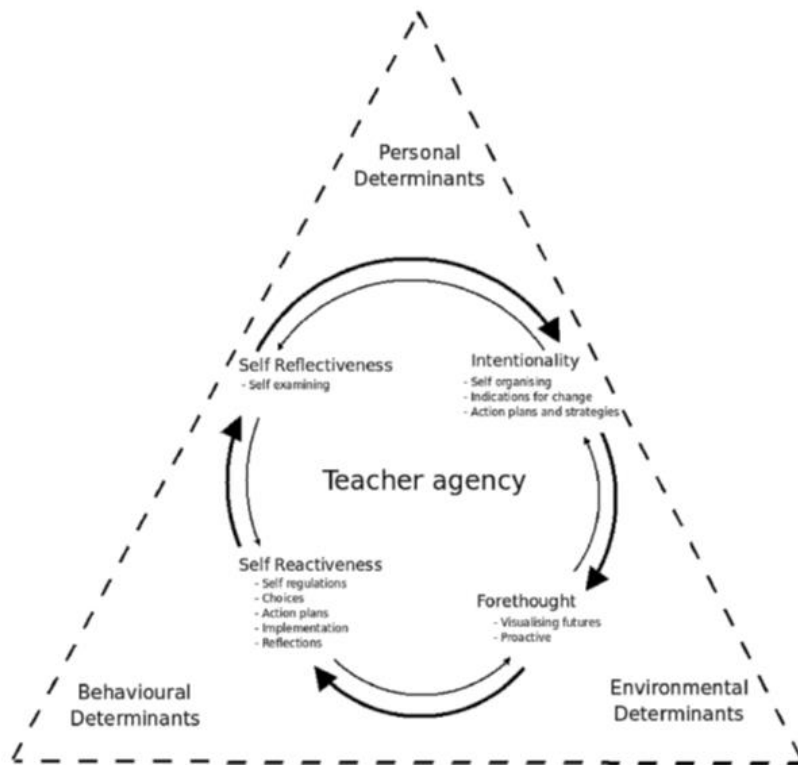 Personal
Determinants
Self Reflectiveness
- Self examining
Intentionality
- Self organising
- Indications for change
- Action plans and strategies
Teacher agency
Self Reactiveness
- Self regulations
- Choices
- Action plans
- Implementation
- Reflections
Forethought
- Visualising futures
- Proactive
Behavioural
Determinants
Environmental
Determinants